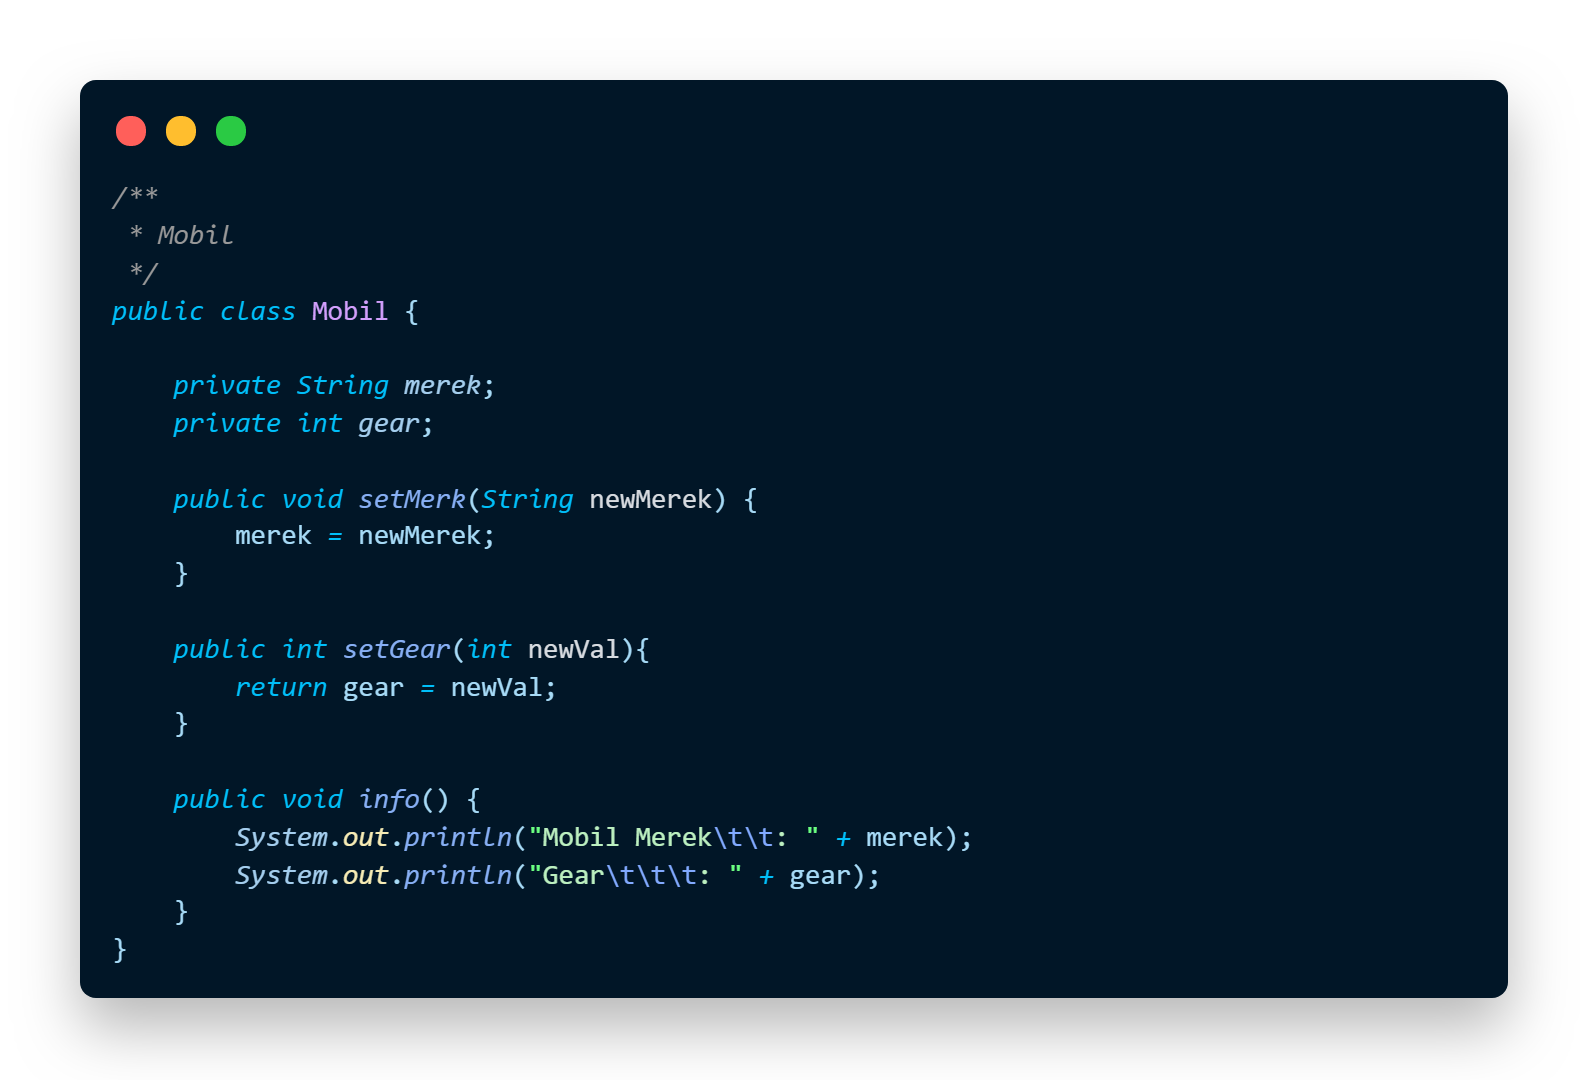 /**
 * Mobil
 */
public class Mobil {

    private String merek;
    private int gear;

    public void setMerk(String newMerek) {
        merek = newMerek;
    }

    public int setGear(int newVal){
        return gear = newVal;
    }

    public void info() {
        System.out.println("Mobil Merek\t\t: " + merek);
        System.out.println("Gear\t\t\t: " + gear);
    }
}